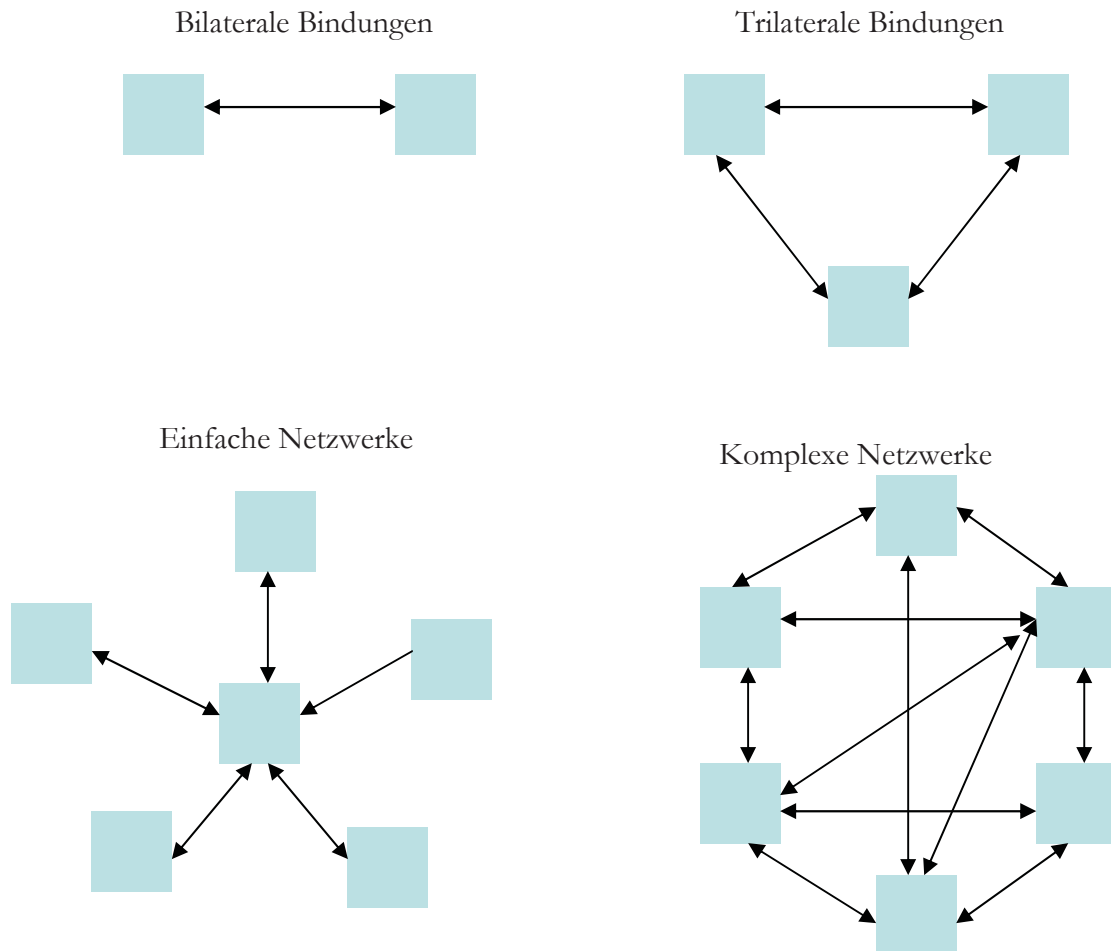 Bilaterale Bindungen
Trilaterale Bindungen
Einfache Netzwerke
Komplexe Netzwerke